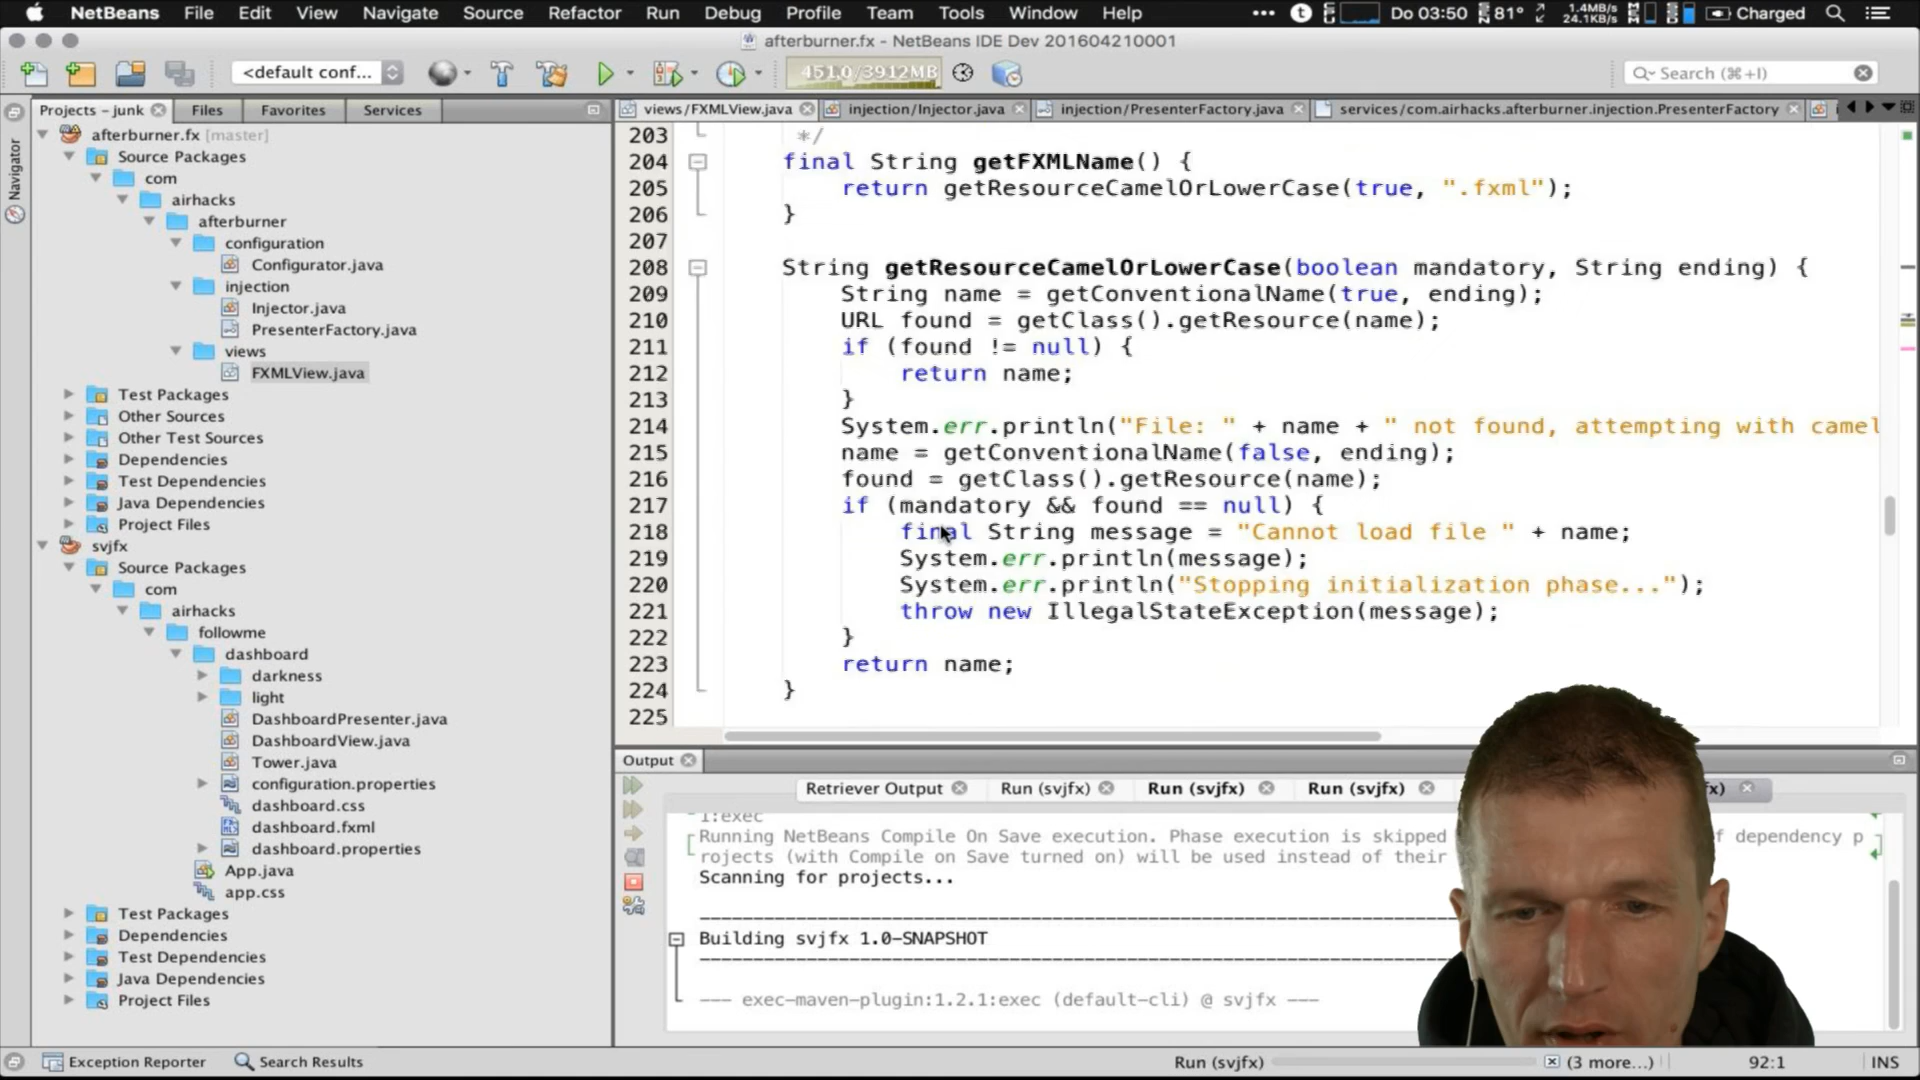 NetBeans File Edit View Navigate Source Refactor Run Debug Profile Team Tools Window Help ••• Do 03:50 81° 1.4MB/s 24.1KB/s Charged
afterburner.fx - NetBeans IDE Dev 201604210001
<default conf... 451.0/3912MB Search (⌘+I)
Projects – junk Files Favorites Services
views/FXMLView.java injection/Injector.java injection/PresenterFactory.java services/com.airhacks.afterburner.injection.PresenterFactory
Navigator
afterburner.fx [master]
Source Packages
com
airhacks
afterburner
configuration
Configurator.java
injection
Injector.java
PresenterFactory.java
views
FXMLView.java
Test Packages
Other Sources
Other Test Sources
Dependencies
Test Dependencies
Java Dependencies
Project Files
svjfx
Source Packages
com
airhacks
followme
dashboard
darkness
light
DashboardPresenter.java
DashboardView.java
Tower.java
configuration.properties
dashboard.css
dashboard.fxml
dashboard.properties
App.java
app.css
Test Packages
Dependencies
Test Dependencies
Java Dependencies
Project Files
203 */
204 final String getFXMLName() {
205 return getResourceCamelOrLowerCase(true, ".fxml");
206 }
207
208 String getResourceCamelOrLowerCase(boolean mandatory, String ending) {
209 String name = getConventionalName(true, ending);
210 URL found = getClass().getResource(name);
211 if (found != null) {
212 return name;
213 }
214 System.err.println("File: " + name + " not found, attempting with camel
215 name = getConventionalName(false, ending);
216 found = getClass().getResource(name);
217 if (mandatory && found == null) {
218 final String message = "Cannot load file " + name;
219 System.err.println(message);
220 System.err.println("Stopping initialization phase...");
221 throw new IllegalStateException(message);
222 }
223 return name;
224 }
225
Output
Retriever Output Run (svjfx) Run (svjfx) Run (svjfx) fx)
1:exec
Running NetBeans Compile On Save execution. Phase execution is skipped f dependency p
rojects (with Compile on Save turned on) will be used instead of their
Scanning for projects...
Building svjfx 1.0-SNAPSHOT
--- exec-maven-plugin:1.2.1:exec (default-cli) @ svjfx ---
Exception Reporter Search Results Run (svjfx) (3 more...) 92:1 INS